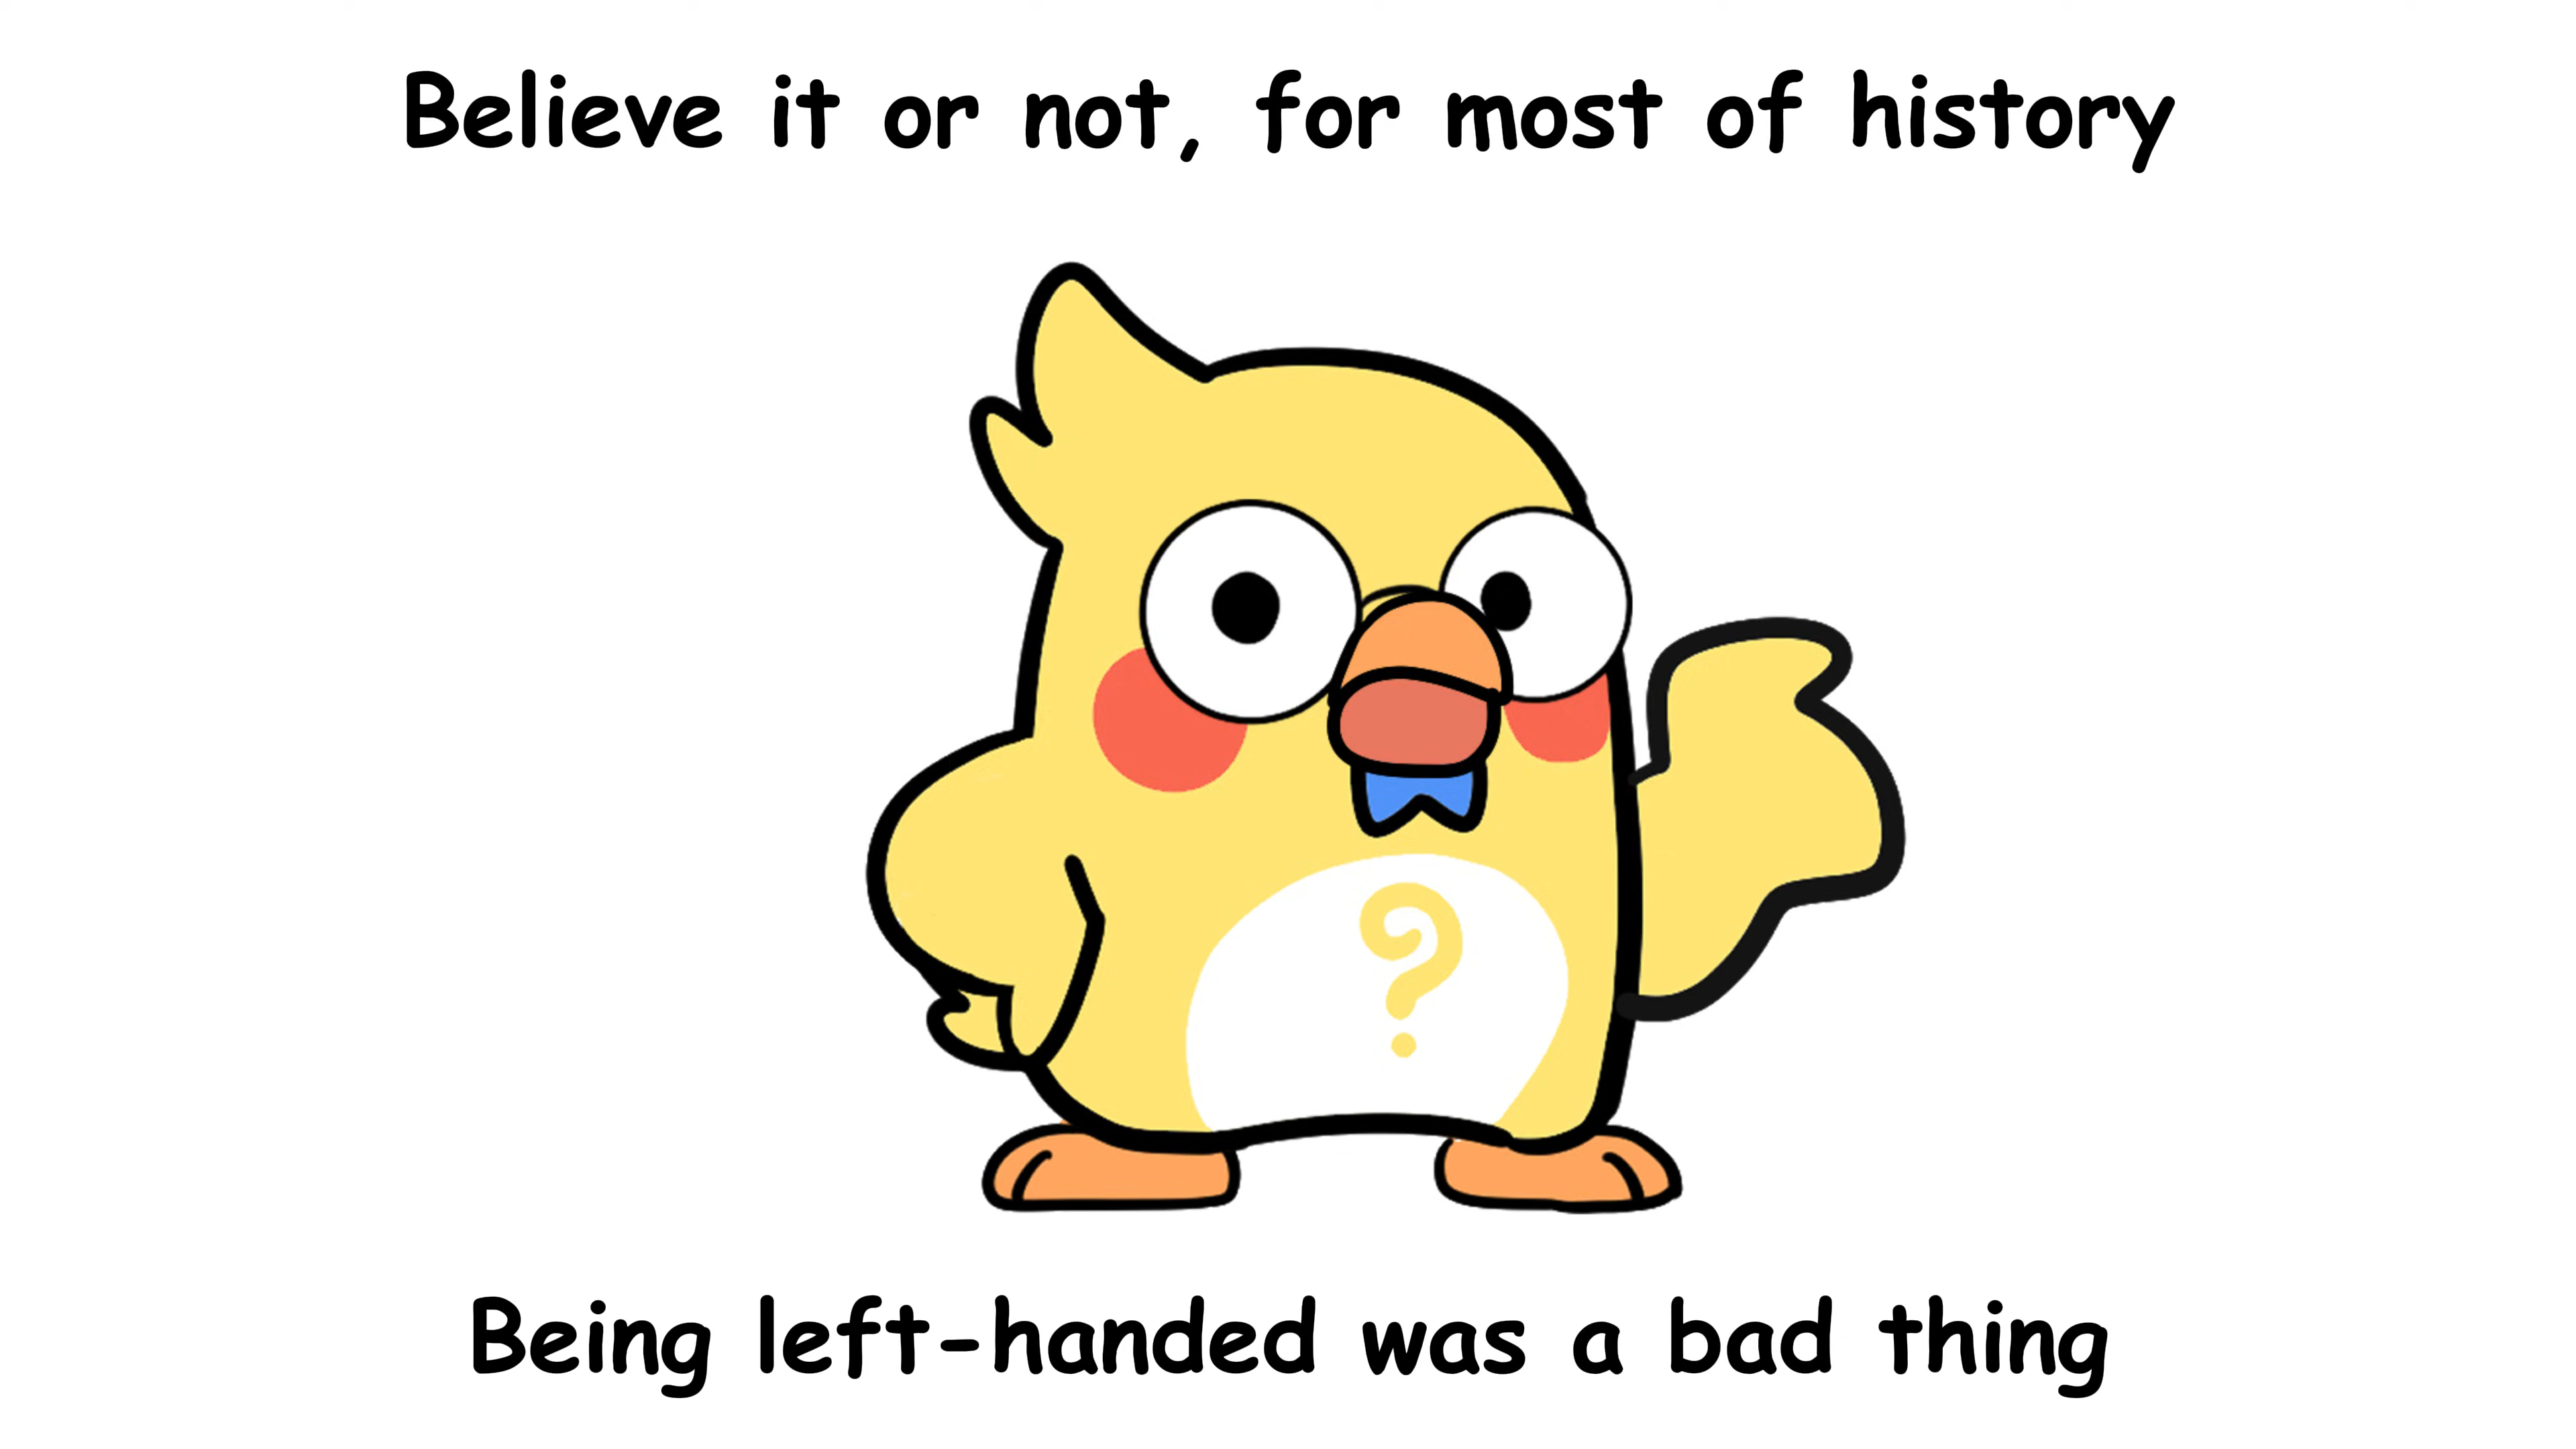 Believe it or not, for most of history
?
Being left-handed was a bad thing